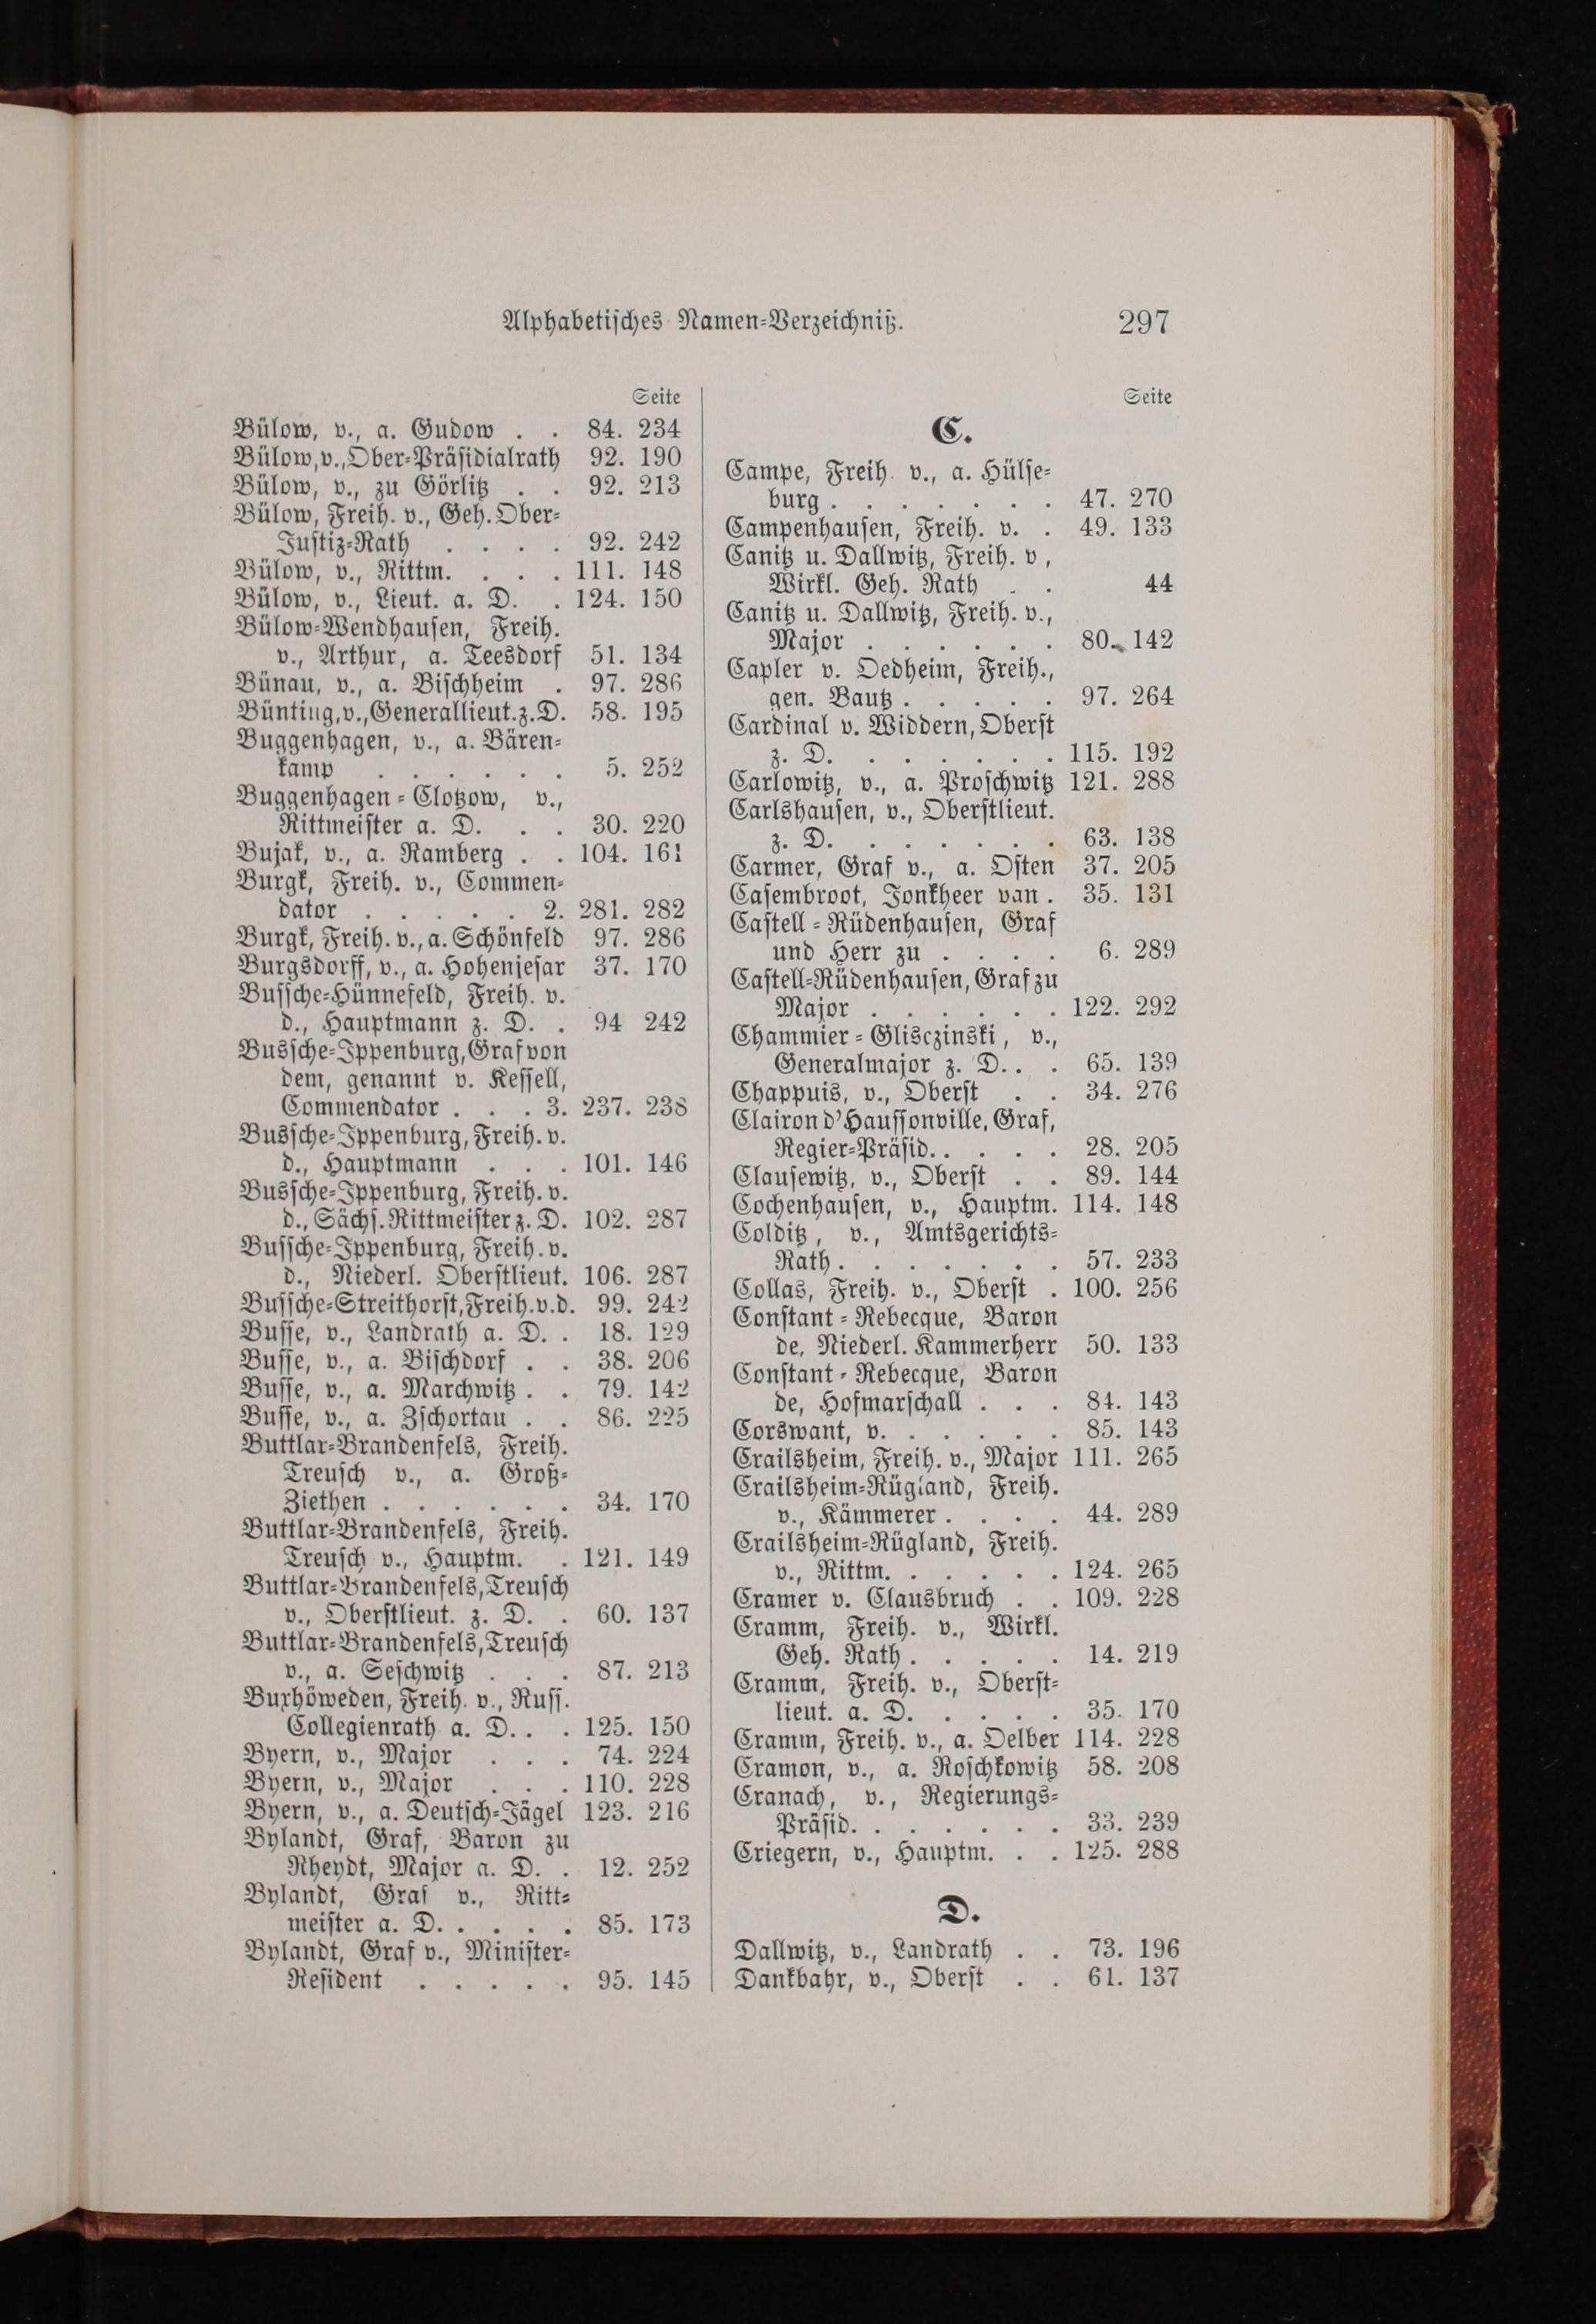 Alphabetisches Namen-Verzeichniß. 297
Seite
Bülow, v., a. Gudow . . 84. 234
Bülow, v., Ober-Präsidialrath 92. 190
Bülow, v., zu Görlitz . . 92. 213
Bülow, Freih. v., Geh. Ober-
Justiz-Rath . . . . 92. 242
Bülow, v., Rittm. . . . 111. 148
Bülow, v., Lieut. a. D. . 124. 150
Bülow-Wendhausen, Freih.
v., Arthur, a. Teesdorf 51. 134
Bünau, v., a. Bischheim . 97. 286
Bünting, v., Generallieut. z. D. 58. 195
Buggenhagen, v., a. Bären-
kamp . . . . . . 5. 252
Buggenhagen-Clotzow, v.,
Rittmeister a. D. . . 30. 220
Bujak, v., a. Ramberg . . 104. 161
Burgk, Freih. v., Commen-
dator . . . . . 2. 281. 282
Burgk, Freih. v., a. Schönfeld 97. 286
Burgsdorff, v., a. Hohenjesar 37. 170
Bussche-Hünnefeld, Freih. v.
d., Hauptmann z. D. . 94 242
Bussche-Ippenburg, Graf von
dem, genannt v. Kessell,
Commendator . . . 3. 237. 238
Bussche-Ippenburg, Freih. v.
d., Hauptmann . . . 101. 146
Bussche-Ippenburg, Freih. v.
d., Sächs. Rittmeister z. D. 102. 287
Bussche-Ippenburg, Freih. v.
d., Niederl. Oberstlieut. 106. 287
Bussche-Streithorst, Freih. v. d. 99. 242
Busse, v., Landrath a. D. . 18. 129
Busse, v., a. Bischdorf . . 38. 206
Busse, v., a. Marchwitz . . 79. 142
Busse, v., a. Zschortau . . 86. 225
Buttlar-Brandenfels, Freih.
Treusch v., a. Groß-
Ziethen . . . . . . 34. 170
Buttlar-Brandenfels, Freih.
Treusch v., Hauptm. . 121. 149
Buttlar-Brandenfels, Treusch
v., Oberstlieut. z. D. . 60. 137
Buttlar-Brandenfels, Treusch
v., a. Seschwitz . . . 87. 213
Buxhöweden, Freih. v., Russ.
Collegienrath a. D. . . 125. 150
Byern, v., Major . . . 74. 224
Byern, v., Major . . . 110. 228
Byern, v., a. Deutsch-Jägel 123. 216
Bylandt, Graf, Baron zu
Rheydt, Major a. D. . 12. 252
Bylandt, Graf v., Ritt-
meister a. D. . . . . 85. 173
Bylandt, Graf v., Minister-
Resident . . . . . 95. 145
Seite
C.
Campe, Freih. v., a. Hülse-
burg . . . . . . . 47. 270
Campenhausen, Freih. v. . 49. 133
Canitz u. Dallwitz, Freih. v,
Wirkl. Geh. Rath . . 44
Canitz u. Dallwitz, Freih. v.,
Major . . . . . . 80. 142
Capler v. Oedheim, Freih.,
gen. Bautz . . . . . 97. 264
Cardinal v. Widdern, Oberst
z. D. . . . . . . . 115. 192
Carlowitz, v., a. Proschwitz 121. 288
Carlshausen, v., Oberstlieut.
z. D. . . . . . . . 63. 138
Carmer, Graf v., a. Osten 37. 205
Casembroot, Jonkheer van . 35. 131
Castell-Rüdenhausen, Graf
und Herr zu . . . . 6. 289
Castell-Rüdenhausen, Graf zu
Major . . . . . . 122. 292
Chammier-Glisczinski, v.,
Generalmajor z. D. . . 65. 139
Chappuis, v., Oberst . . 34. 276
Clairon d'Haussonville, Graf,
Regier-Präsid. . . . . 28. 205
Clausewitz, v., Oberst . . 89. 144
Cochenhausen, v., Hauptm. 114. 148
Colditz, v., Amtsgerichts-
Rath . . . . . . . 57. 233
Collas, Freih. v., Oberst . 100. 256
Constant-Rebecque, Baron
de, Niederl. Kammerherr 50. 133
Constant-Rebecque, Baron
de, Hofmarschall . . . 84. 143
Corswant, v. . . . . . . 85. 143
Crailsheim, Freih. v., Major 111. 265
Crailsheim-Rügland, Freih.
v., Kämmerer . . . . 44. 289
Crailsheim-Rügland, Freih.
v., Rittm. . . . . . 124. 265
Cramer v. Clausbruch . . 109. 228
Cramm, Freih. v., Wirkl.
Geh. Rath . . . . . 14. 219
Cramm, Freih. v., Oberst-
lieut. a. D. . . . . . 35. 170
Cramm, Freih. v., a. Oelber 114. 228
Cramon, v., a. Roschkowitz 58. 208
Cranach, v., Regierungs-
Präsid. . . . . . . 33. 239
Criegern, v., Hauptm. . . 125. 288
D.
Dallwitz, v., Landrath . . 73. 196
Dankbahr, v., Oberst . . 61. 137